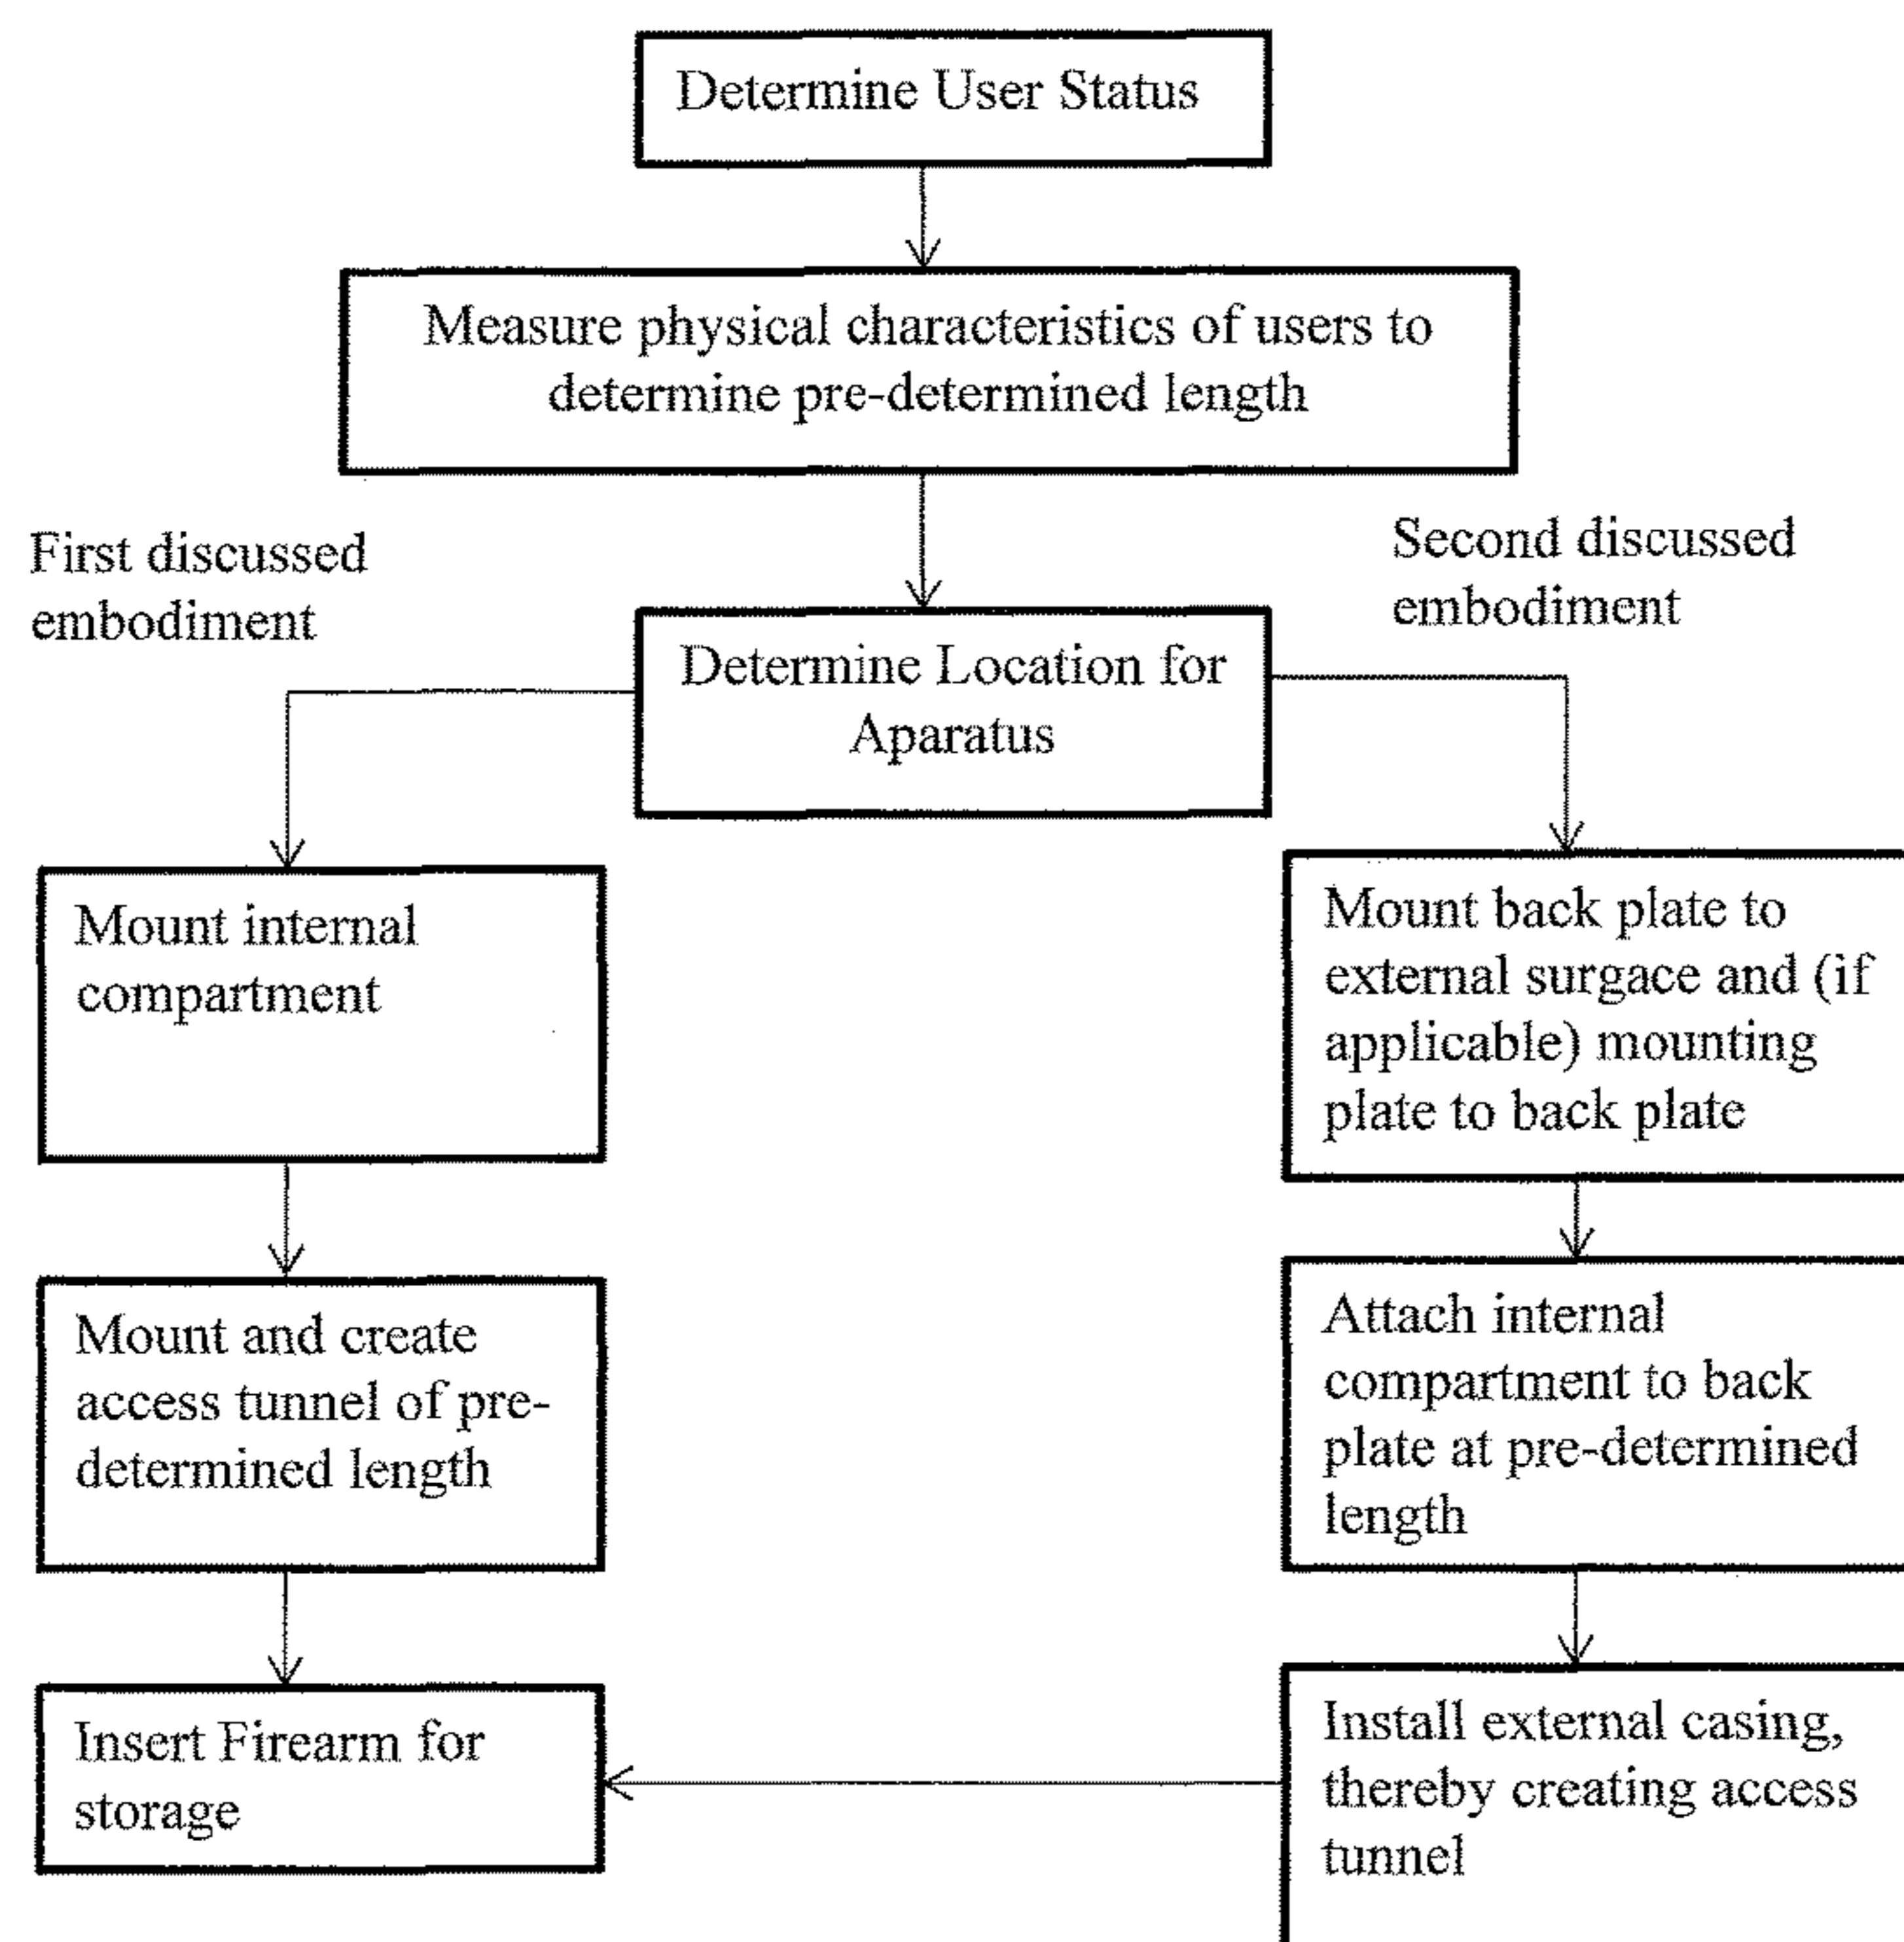 Determine User Status
Measure physical characteristics of users to
determine pre-determined length
First discussed
embodiment
Second discussed
embodiment
Determine Location for
Aparatus
Mount internal
compartment
Mount back plate to
external surgace and (if
applicable) mounting
plate to back plate
Mount and create
access tunnel of pre-
determined length
Attach internal
compartment to back
plate at pre-determined
length
Insert Firearm for
storage
Install external casing,
thereby creating access
tunnel